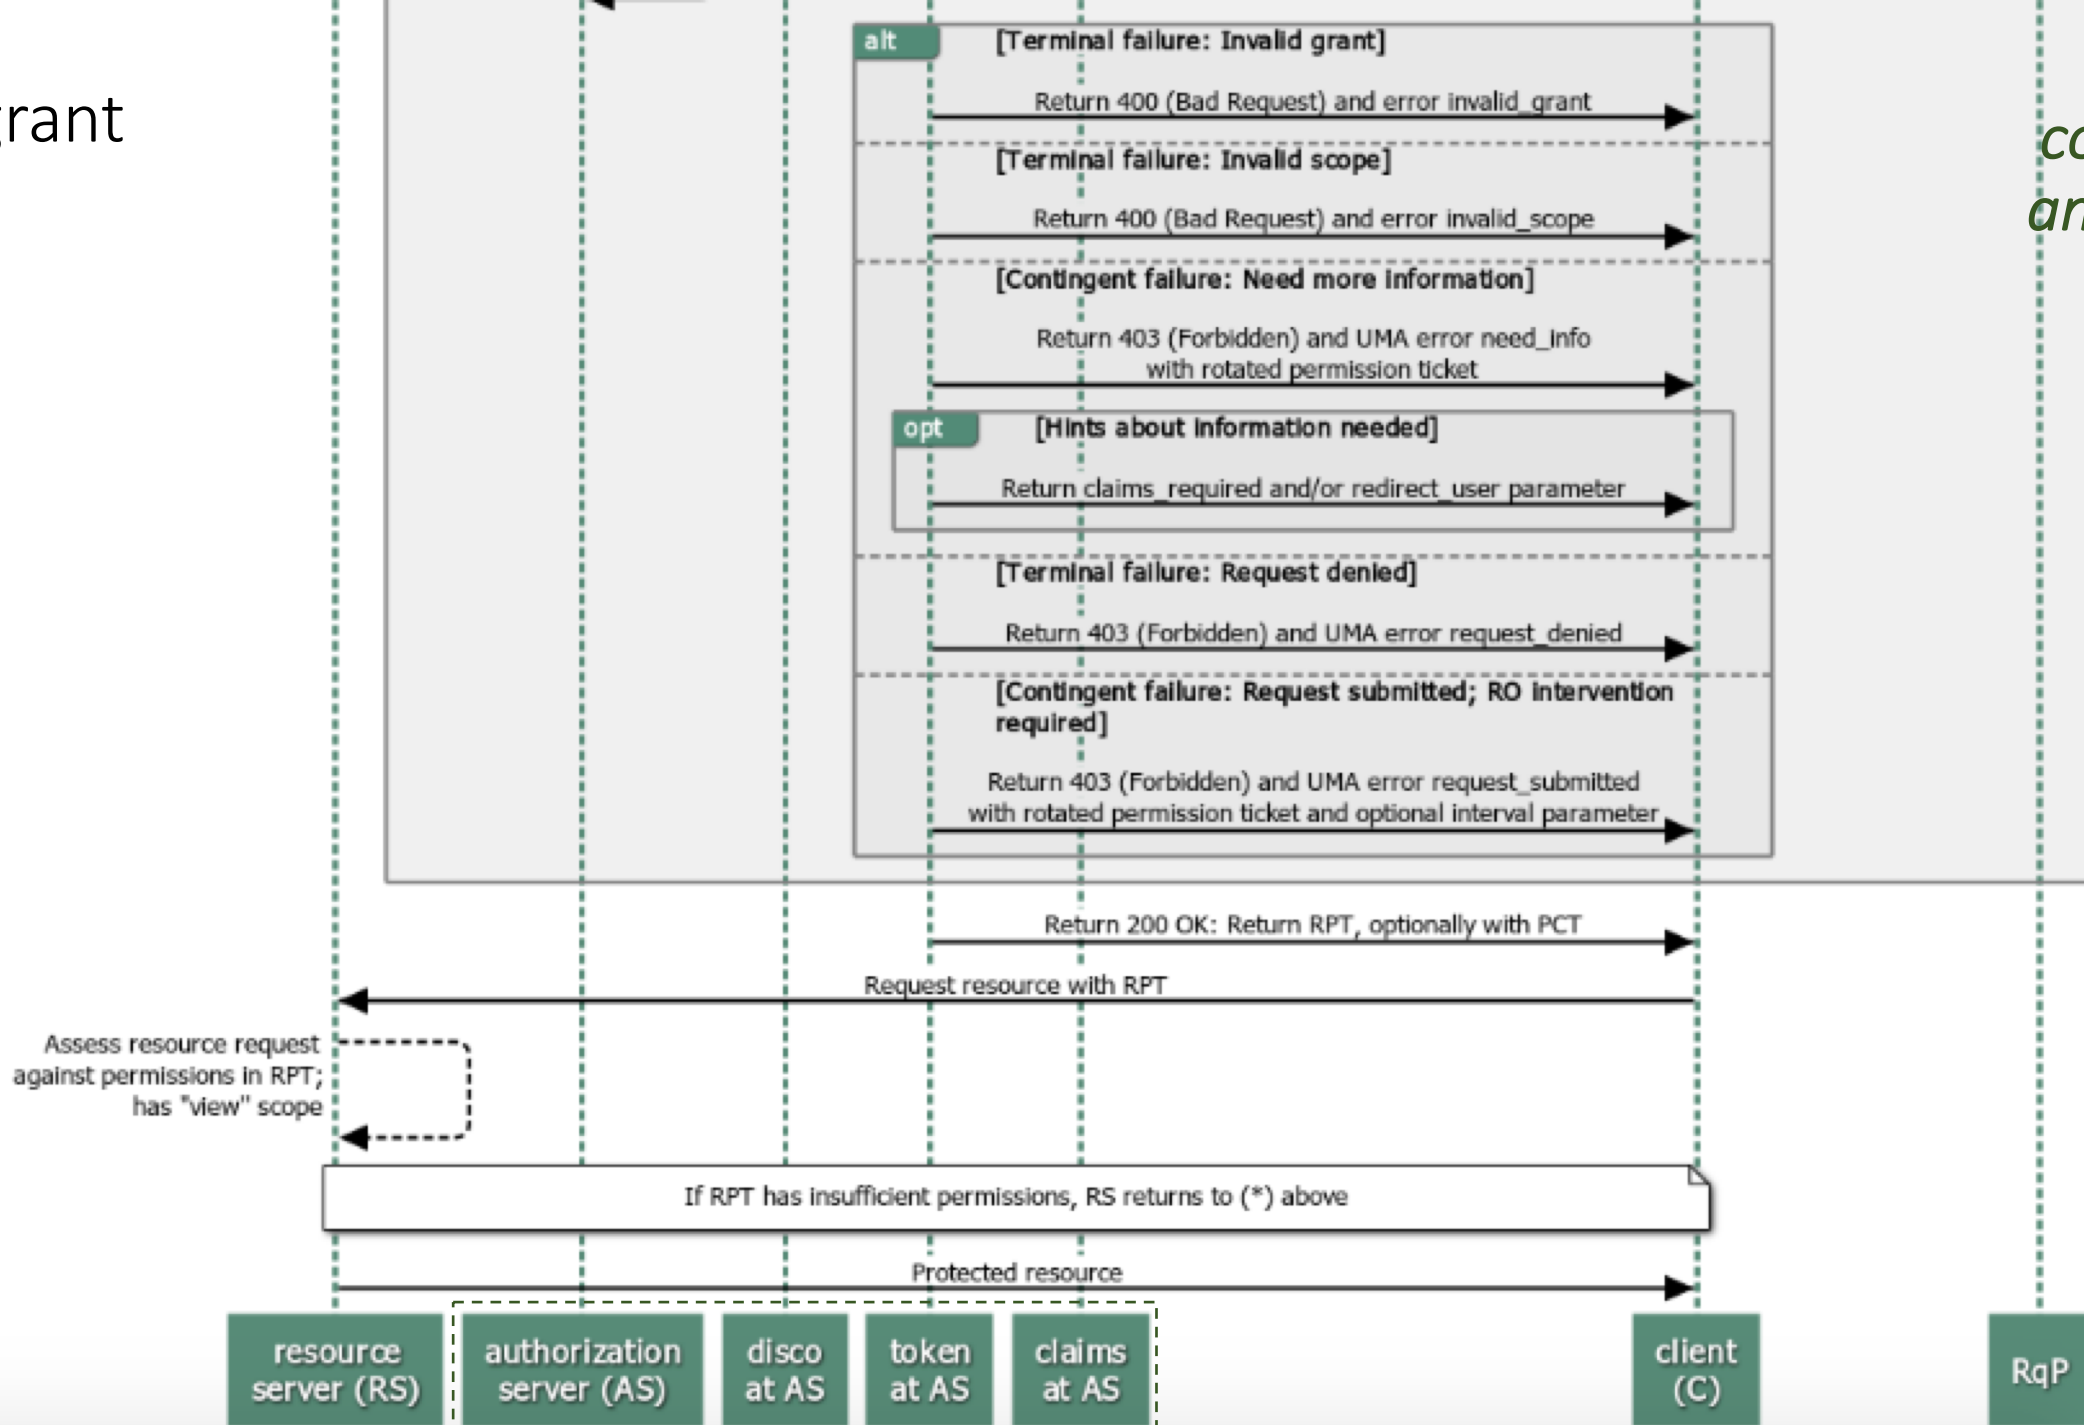 alt
[Terminal failure: Invalid grant]
Return 400 (Bad Request) and error invalid_grant
[Terminal failure: Invalid scope]
Return 400 (Bad Request) and error invalid_scope
[Contingent failure: Need more information]
Return 403 (Forbidden) and UMA error need_info
with rotated permission ticket
opt
[Hints about information needed]
Return claims_required and/or redirect_user parameter
[Terminal failure: Request denied]
Return 403 (Forbidden) and UMA error request_denied
[Contingent failure: Request submitted; RO intervention
required]
Return 403 (Forbidden) and UMA error request_submitted
with rotated permission ticket and optional interval parameter
Return 200 OK: Return RPT, optionally with PCT
Request resource with RPT
Assess resource request
against permissions in RPT;
has "view" scope
If RPT has insufficient permissions, RS returns to (*) above
Protected resource
resource
server (RS)
authorization
server (AS)
disco
at AS
token
at AS
claims
at AS
client
(C)
RqP